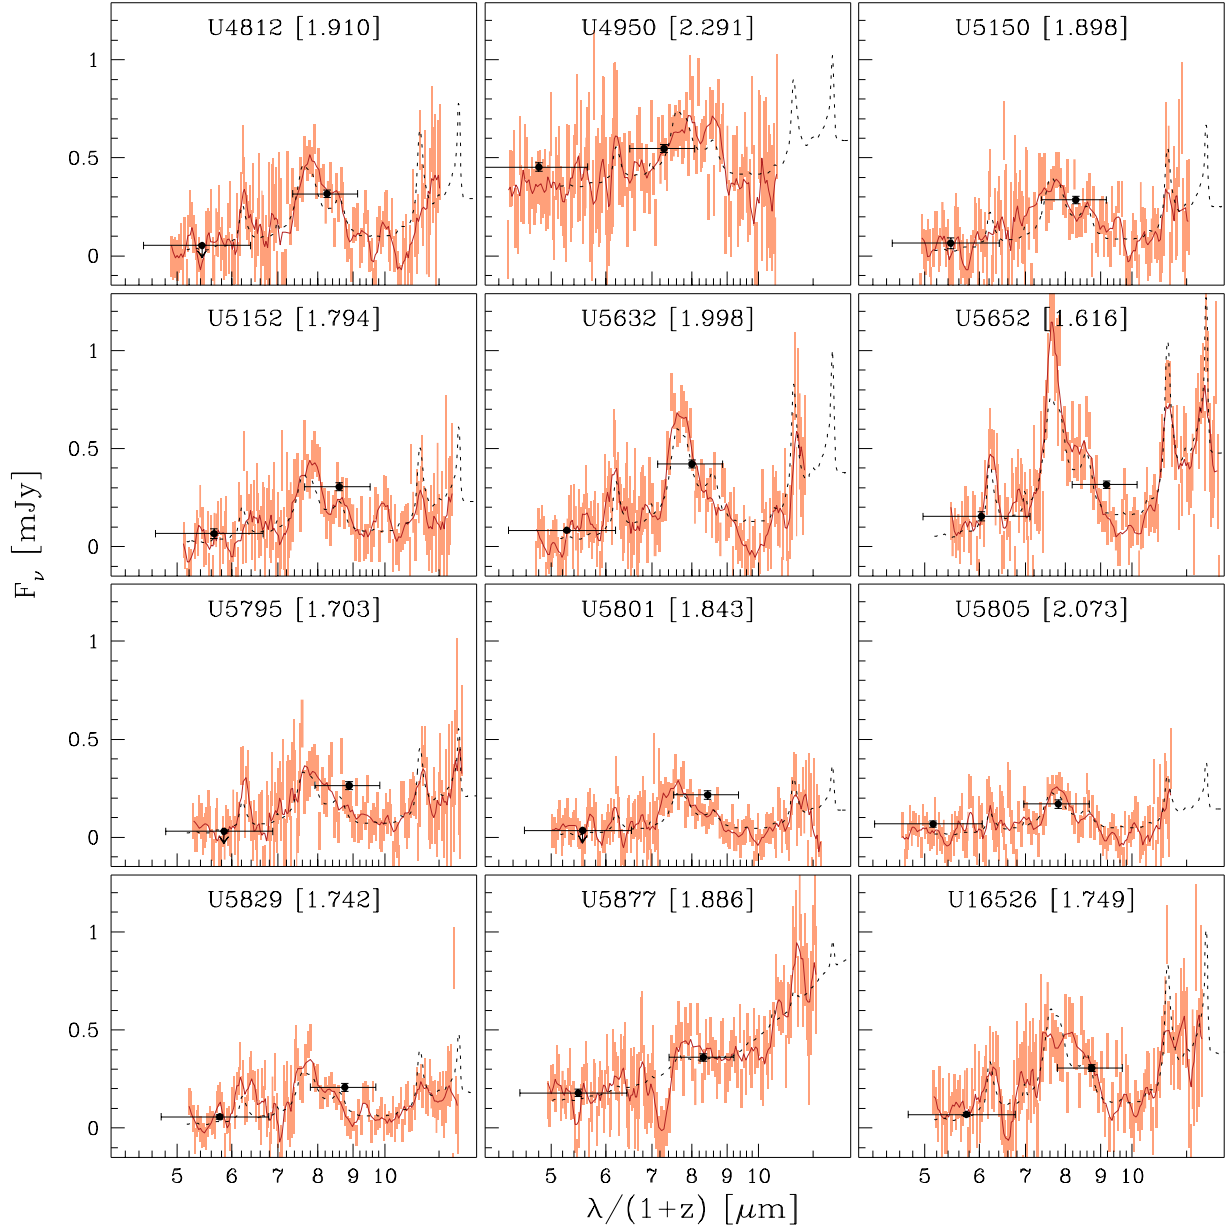 U4812 [1.910] U4950 [2.291] U5150 [1.898]
1
0.5
0
U5152 [1.794] U5632 [1.998] U5652 [1.616]
1
0.5
0
F_ν [mJy]
U5795 [1.703] U5801 [1.843] U5805 [2.073]
1
0.5
0
U5829 [1.742] U5877 [1.886] U16526 [1.749]
1
0.5
0
5 6 7 8 9 10 5 6 7 8 9 10 5 6 7 8 9 10
λ/(1+z) [μm]